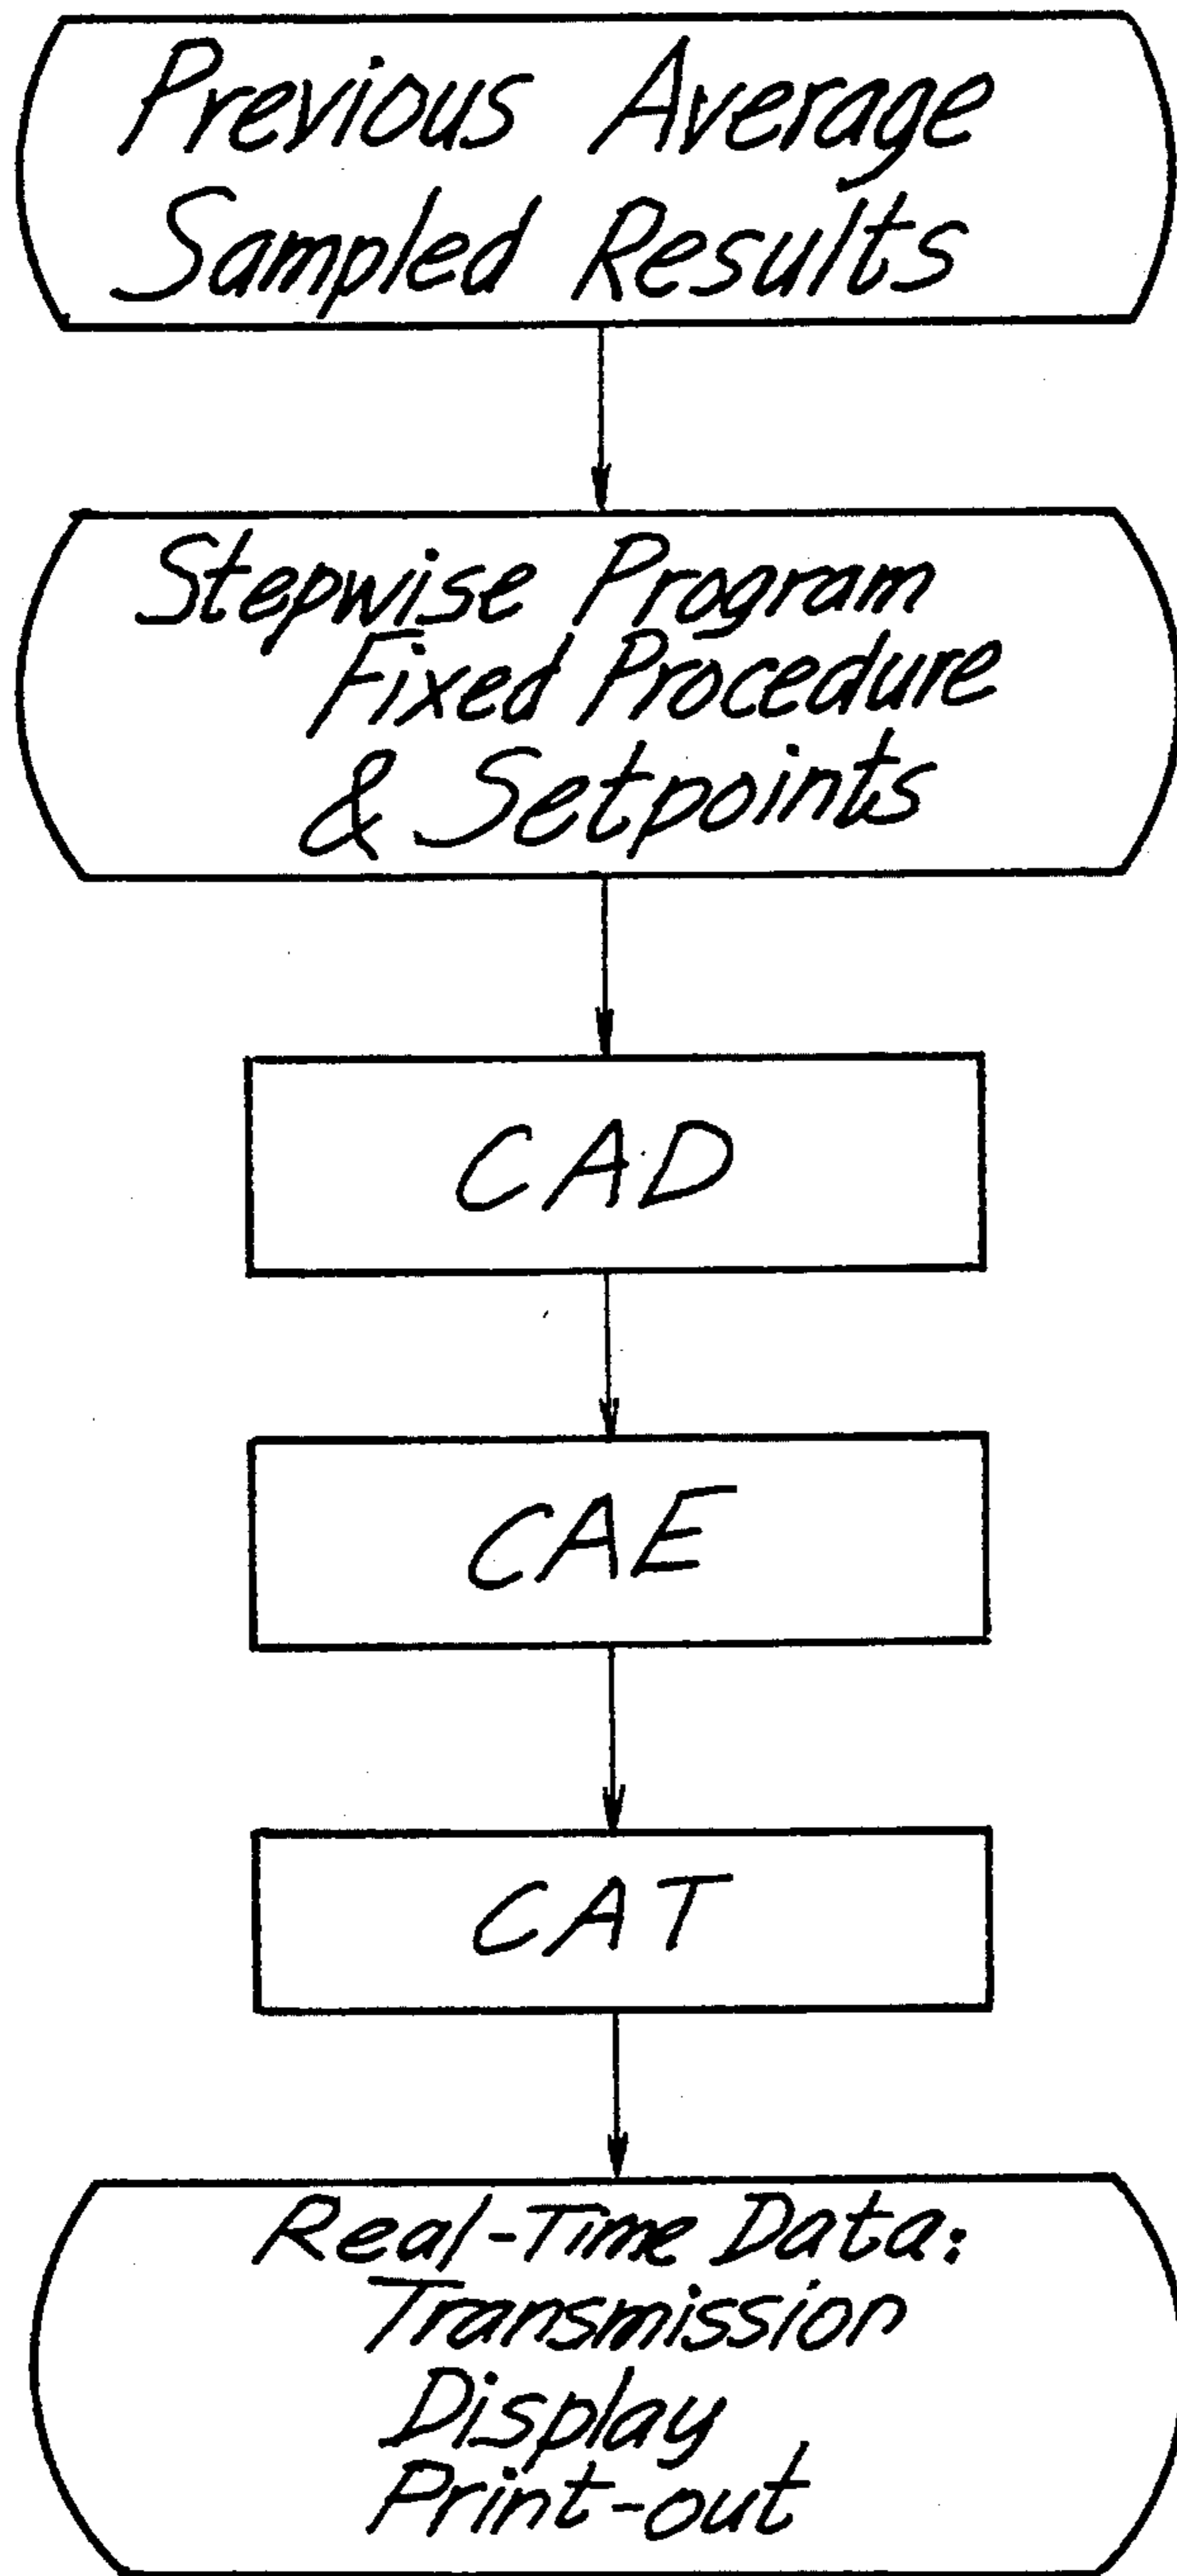 Previous Average
Sampled Results
Stepwise Program
Fixed Procedure
& Setpoints
CAD
CAE
CAT
Real-Time Data:
Transmission
Display
Print-out